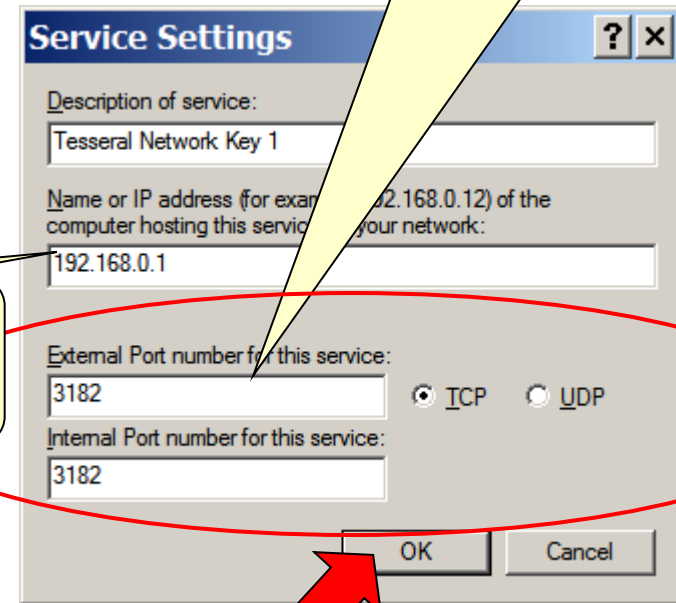 Service Settings
Description of service:
Tesseral Network Key 1
Name or IP address (for exam 92.168.0.12) of the
computer hosting this servic your network:
192.168.0.1
External Port number for this service:
3182
TCP
UDP
Internal Port number for this service:
3182
OK
Cancel